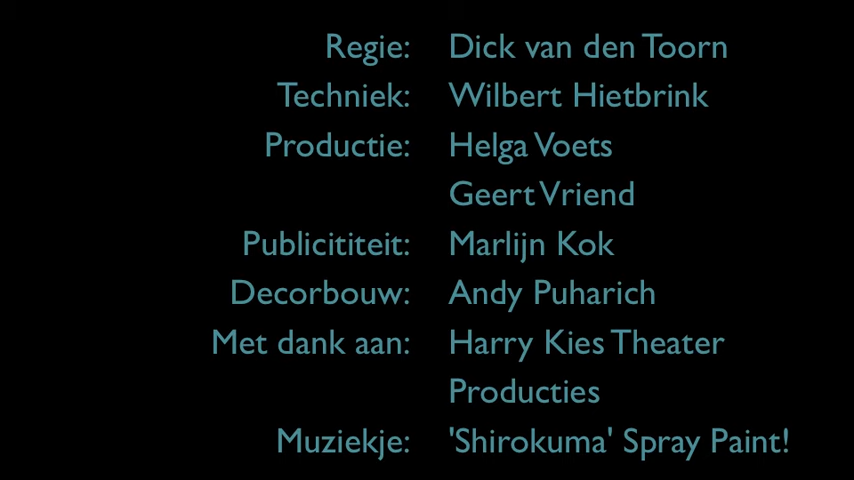 Regie: Dick van den Toorn
Techniek: Wilbert Hietbrink
Productie: Helga Voets
Geert Vriend
Publicititeit: Marlijn Kok
Decorbouw: Andy Puharich
Met dank aan: Harry Kies Theater
Producties
Muziekje: 'Shirokuma' Spray Paint!